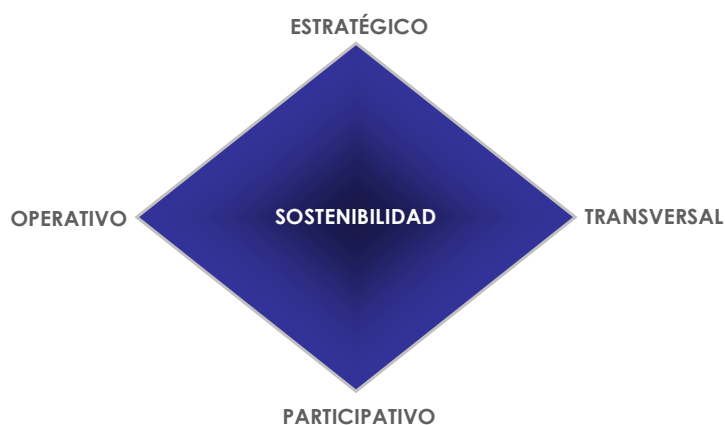 ESTRATÉGICO
OPERATIVO
SOSTENIBILIDAD
TRANSVERSAL
PARTICIPATIVO